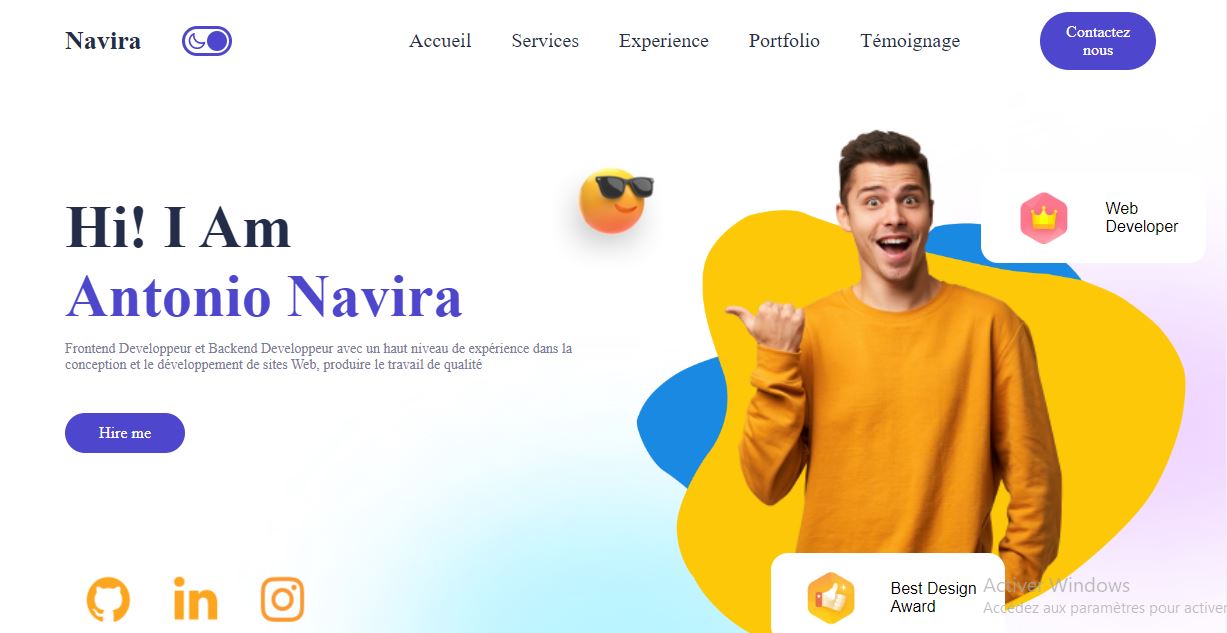 Navira
Accueil Services Experience Portfolio Témoignage
Contactez
nous
Hi! I Am
Antonio Navira
Frontend Developpeur et Backend Developpeur avec un haut niveau de expérience dans la
conception et le développement de sites Web, produire le travail de qualité
Hire me
Web
Developer
in
Best Design
Award
Activer Windows
Accédez aux paramètres pour activer